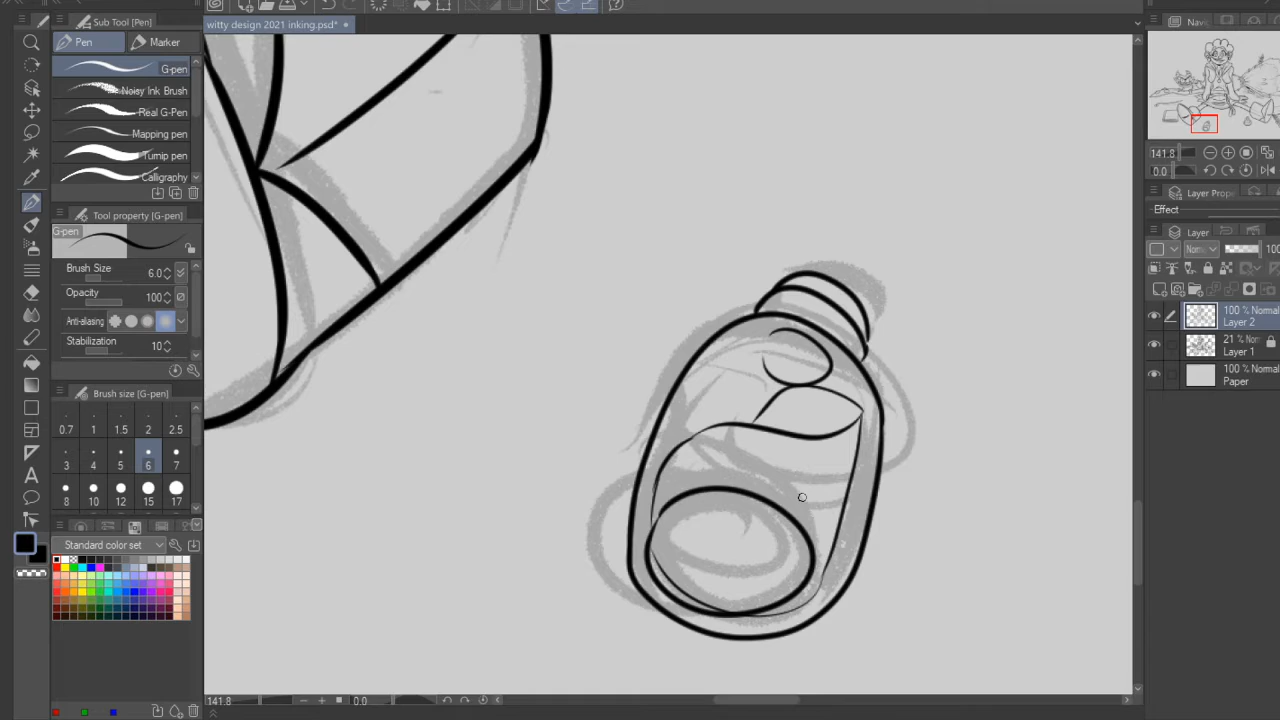 witty design 2021 inking.psd*
Sub Tool [Pen]
Pen
Marker
G-pen
Noisy Ink Brush
Real G-Pen
Mapping pen
Turnip pen
Calligraphy
Tool property [G-pen]
G-pen
Brush Size 6.0
Opacity 100
Anti-aliasing
Stabilization 10
Brush size [G-pen]
0.7 1 1.5 2 2.5
3 4 5 6 7
8 10 12 15 17
Standard color set
141.8
0.0
Navi
141.8
0.0
Layer Prope
Effect
Layer
Norm
100
100 % Normal
Layer 2
21 % Norm
Layer 1
100 % Normal
Paper